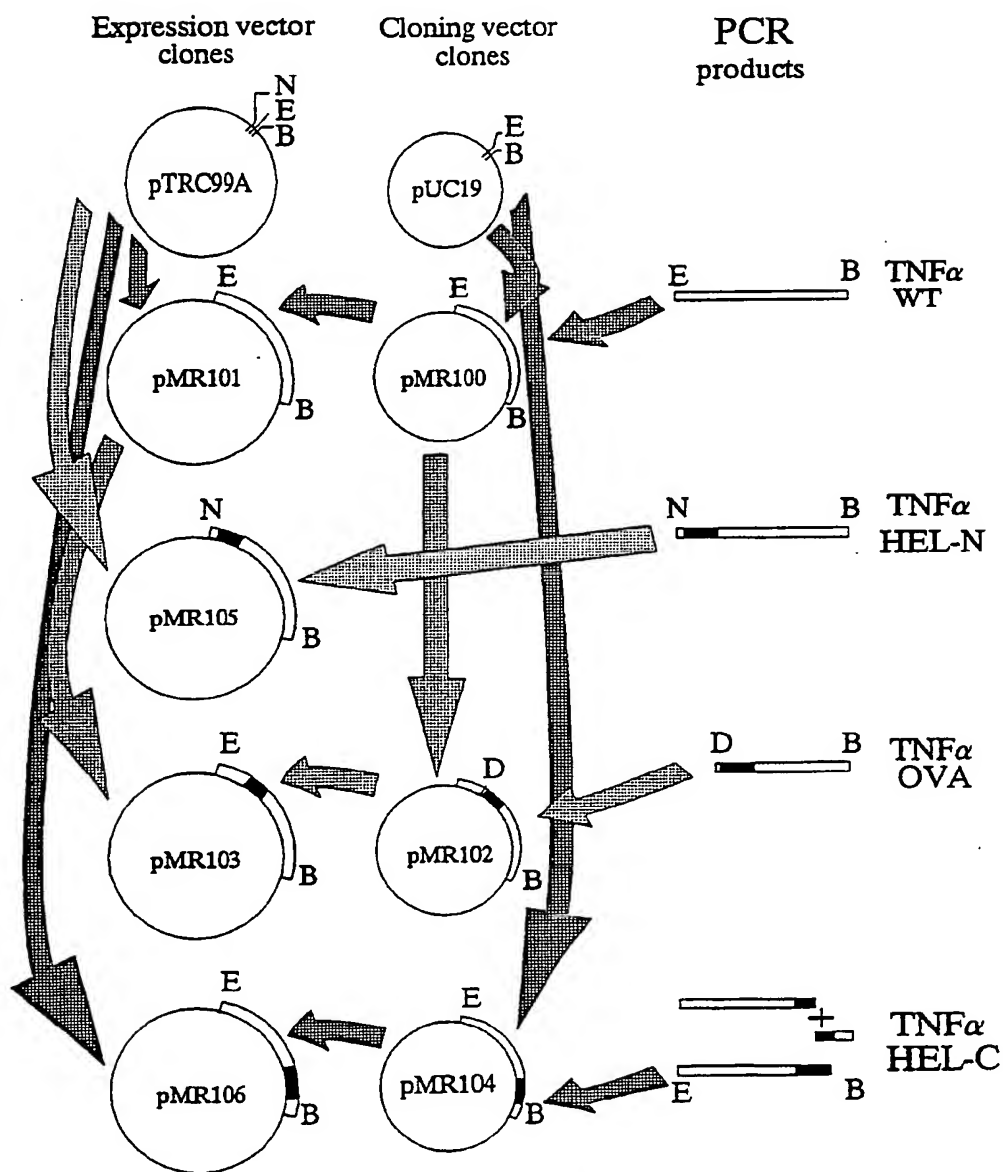 Expression vector
clones
Cloning vector
clones
PCR
products
N
E
B
pTRC99A
E
B
pUC19
E
B
pMR101
E
B
pMR100
E
B
TNFα
WT
N
B
pMR105
N
B
TNFα
HEL-N
E
B
pMR103
D
B
pMR102
D
B
TNFα
OVA
E
B
pMR106
E
B
pMR104
+
E
B
TNFα
HEL-C